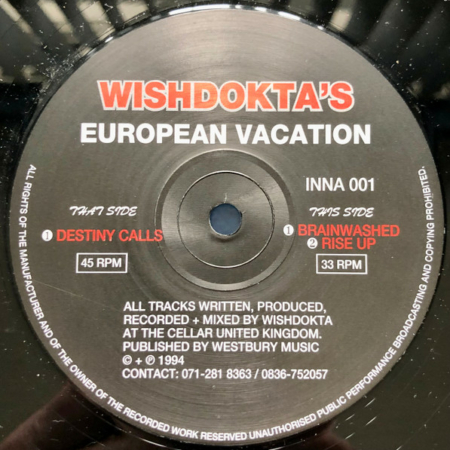 WISHDOKTA'S
EUROPEAN VACATION
INNA 001
THAT SIDE
❶ DESTINY CALLS
45 RPM
THIS SIDE
❶ BRAINWASHED
❷ RISE UP
33 RPM
ALL TRACKS WRITTEN, PRODUCED,
RECORDED + MIXED BY WISHDOKTA
AT THE CELLAR UNITED KINGDOM.
PUBLISHED BY WESTBURY MUSIC
© + ℗ 1994
CONTACT: 071-281 8363 / 0836-752057
ALL RIGHTS OF THE MANUFACTURER AND OF THE OWNER OF THE RECORDED WORK RESERVED UNAUTHORISED PUBLIC PERFORMANCE BROADCASTING AND COPYING PROHIBITED.